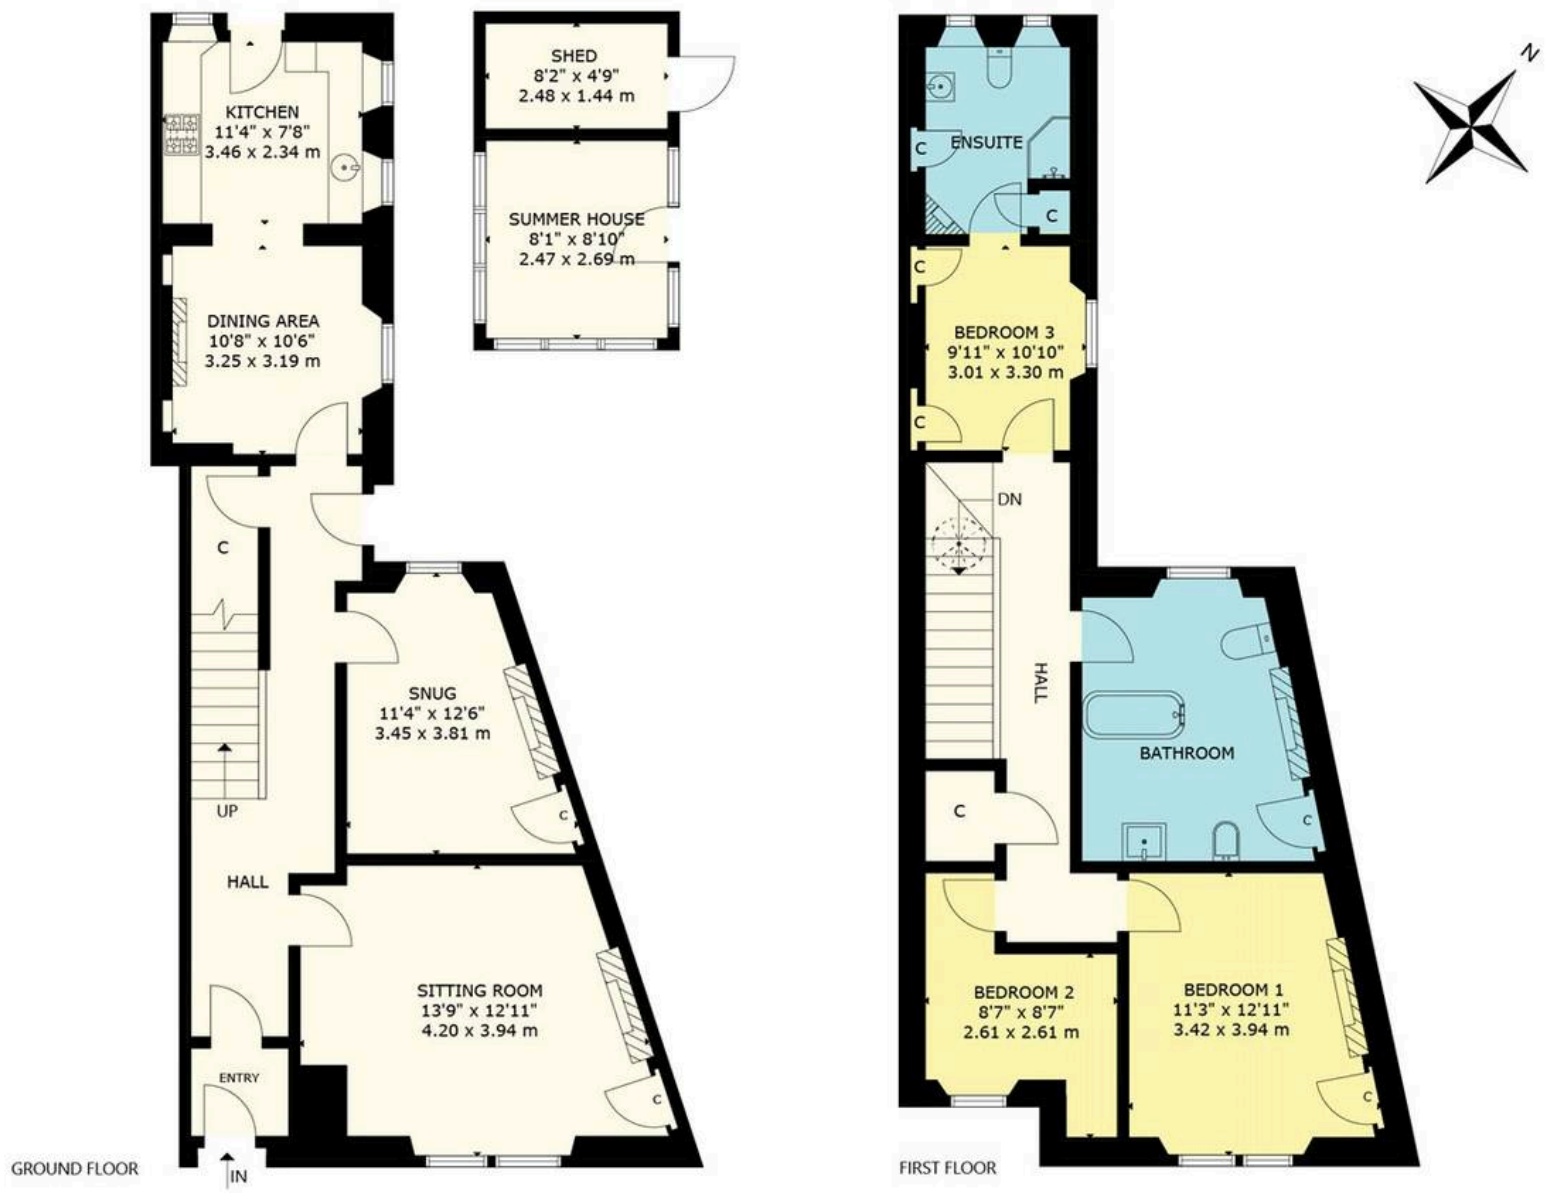 KITCHEN
11'4" x 7'8"
3.46 x 2.34 m
DINING AREA
10'8" x 10'6"
3.25 x 3.19 m
C
UP
HALL
SNUG
11'4" x 12'6"
3.45 x 3.81 m
C
SITTING ROOM
13'9" x 12'11"
4.20 x 3.94 m
C
ENTRY
IN
GROUND FLOOR
SHED
8'2" x 4'9"
2.48 x 1.44 m
SUMMER HOUSE
8'1" x 8'10"
2.47 x 2.69 m
C
ENSUITE
C
C
BEDROOM 3
9'11" x 10'10"
3.01 x 3.30 m
C
DN
HALL
BATHROOM
C
C
BEDROOM 2
8'7" x 8'7"
2.61 x 2.61 m
BEDROOM 1
11'3" x 12'11"
3.42 x 3.94 m
C
FIRST FLOOR
N